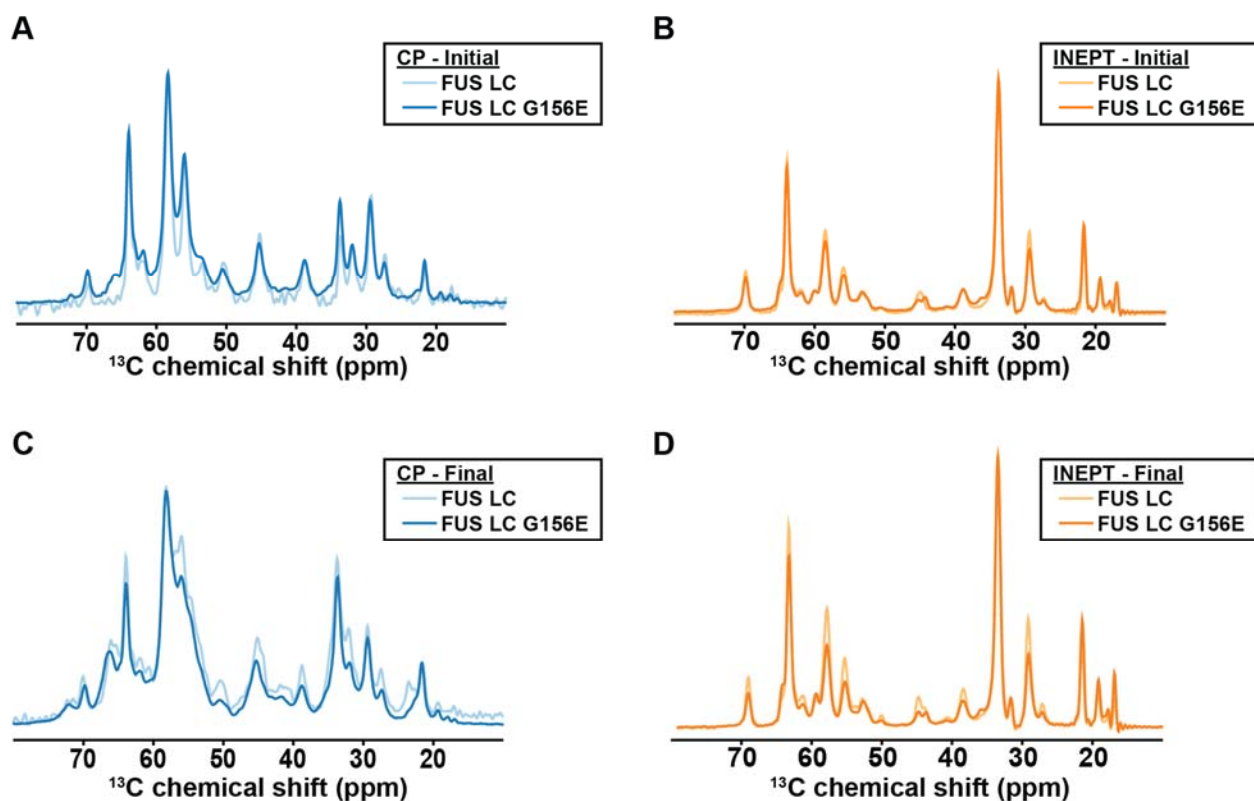 A
CP - Initial
FUS LC
FUS LC G156E
70 60 50 40 30 20
¹³C chemical shift (ppm)
B
INEPT - Initial
FUS LC
FUS LC G156E
70 60 50 40 30 20
¹³C chemical shift (ppm)
C
CP - Final
FUS LC
FUS LC G156E
70 60 50 40 30 20
¹³C chemical shift (ppm)
D
INEPT - Final
FUS LC
FUS LC G156E
70 60 50 40 30 20
¹³C chemical shift (ppm)